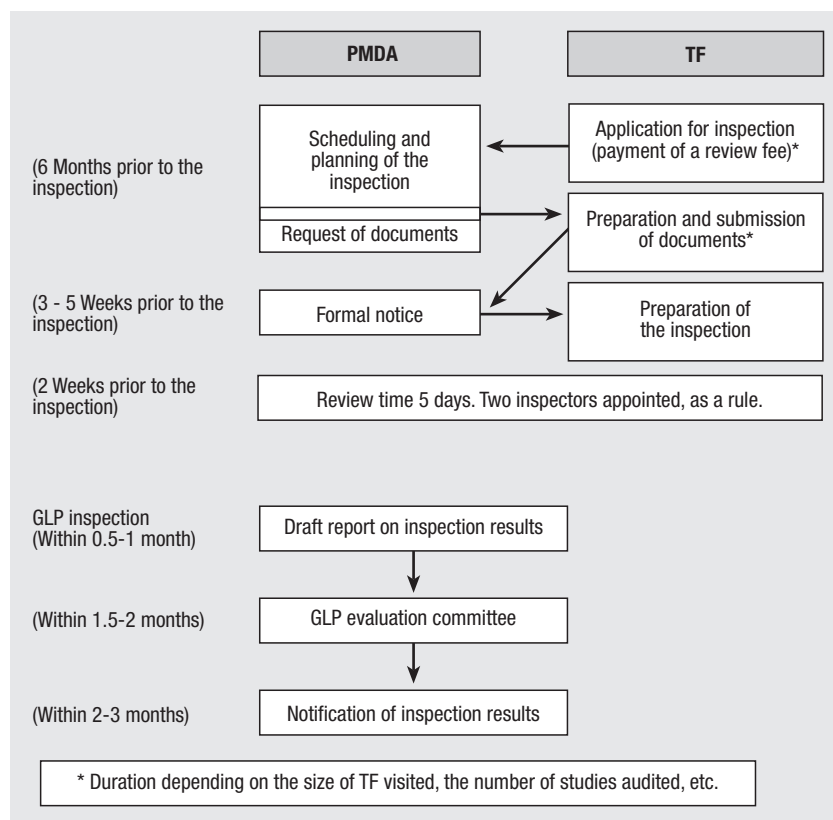 PMDA
TF
(6 Months prior to the
inspection)
Scheduling and
planning of the
inspection
Request of documents
Application for inspection
(payment of a review fee)*
Preparation and submission
of documents*
(3 - 5 Weeks prior to the
inspection)
Formal notice
Preparation of
the inspection
(2 Weeks prior to the
inspection)
Review time 5 days. Two inspectors appointed, as a rule.
GLP inspection
(Within 0.5-1 month)
Draft report on inspection results
(Within 1.5-2 months)
GLP evaluation committee
(Within 2-3 months)
Notification of inspection results
* Duration depending on the size of TF visited, the number of studies audited, etc.